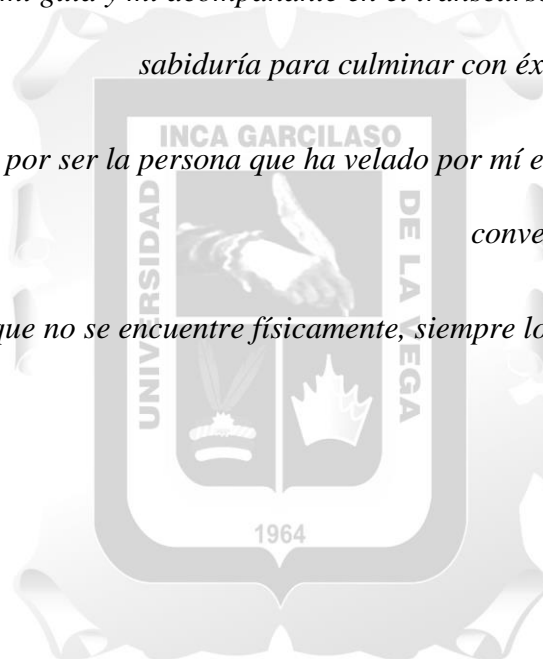 mi guía y mi acompañante en el transcurs
sabiduría para culminar con éx
INCA GARCILASO
por ser la persona que ha velado por mí e
UNIVERSIDAD
DE LA VEGA
conve
que no se encuentre físicamente, siempre lo
1964